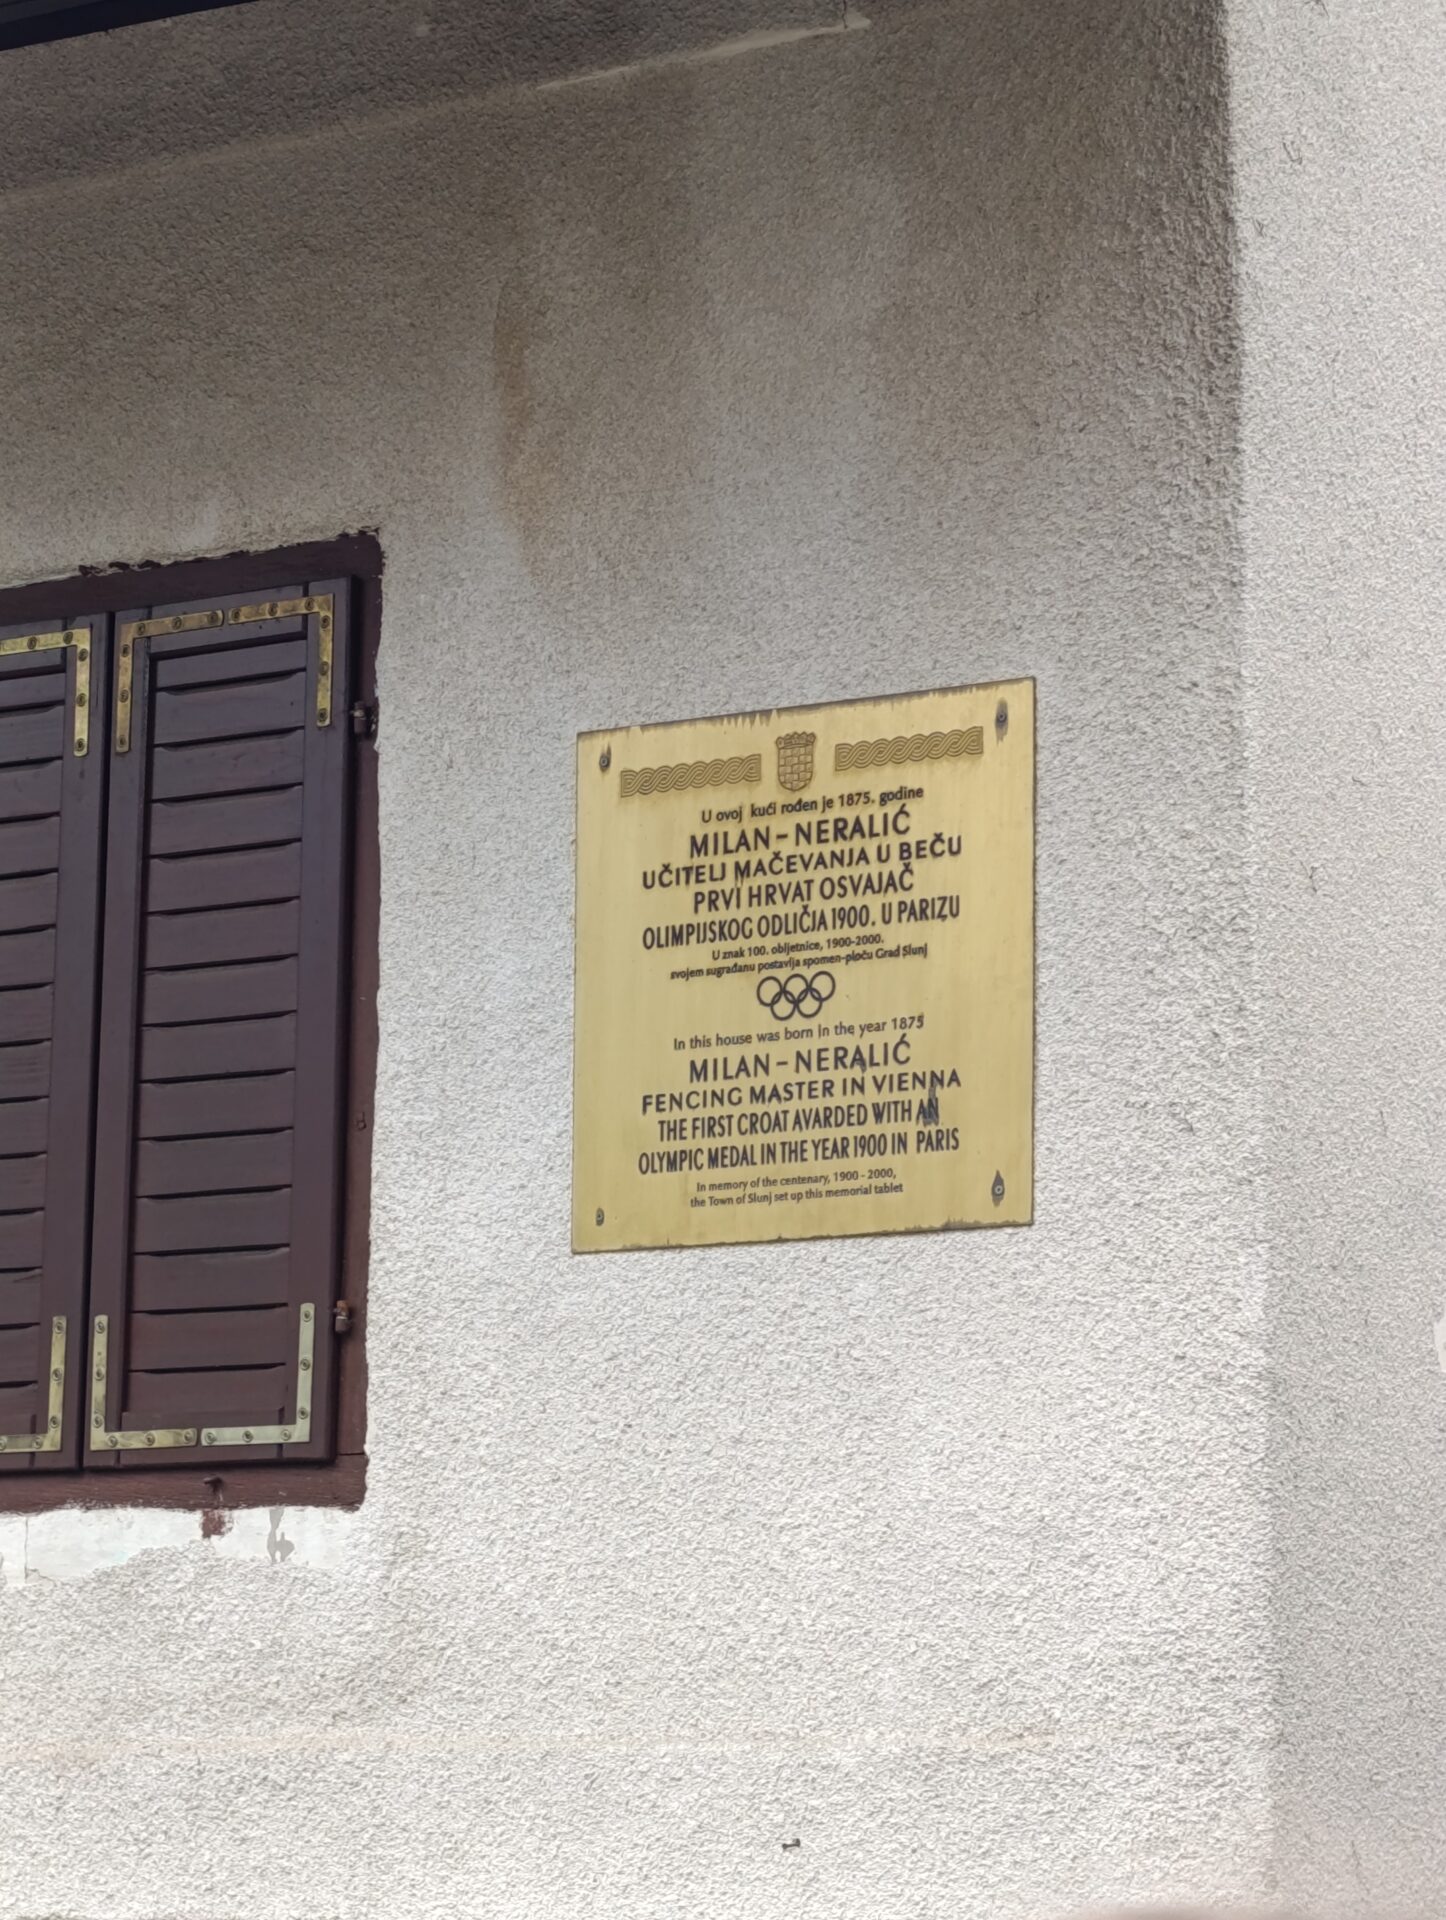 U ovoj kući rođen je 1875. godine
MILAN – NERALIĆ
UČITELJ MAČEVANJA U BEČU
PRVI HRVAT OSVAJAČ
OLIMPIJSKOG ODLIČJA 1900. U PARIZU
U znak 100. obljetnice, 1900-2000.
svojem sugrađanu postavlja spomen-ploču Grad Slunj
In this house was born in the year 1875
MILAN – NERALIĆ
FENCING MASTER IN VIENNA
THE FIRST CROAT AVARDED WITH AN
OLYMPIC MEDAL IN THE YEAR 1900 IN PARIS
In memory of the centenary, 1900 - 2000,
the Town of Slunj set up this memorial tablet